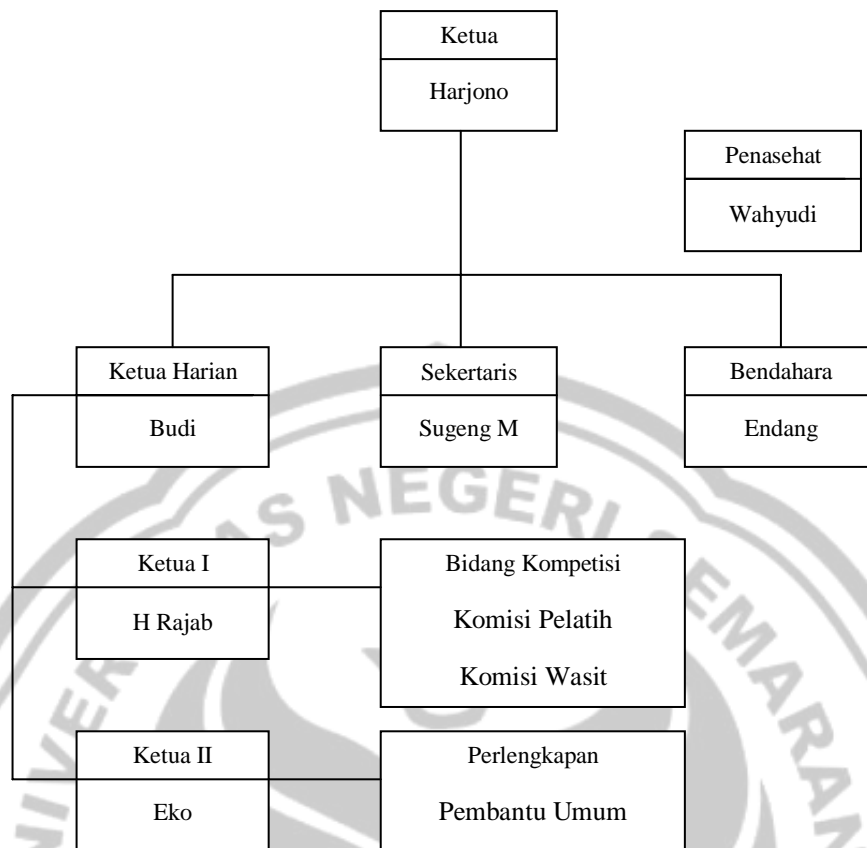 Ketua
Harjono
Penasehat
Wahyudi
Ketua Harian
Budi
Sekertaris
Sugeng M
Bendahara
Endang
Ketua I
H Rajab
Bidang Kompetisi
Komisi Pelatih
Komisi Wasit
Ketua II
Eko
Perlengkapan
Pembantu Umum
NEGERI